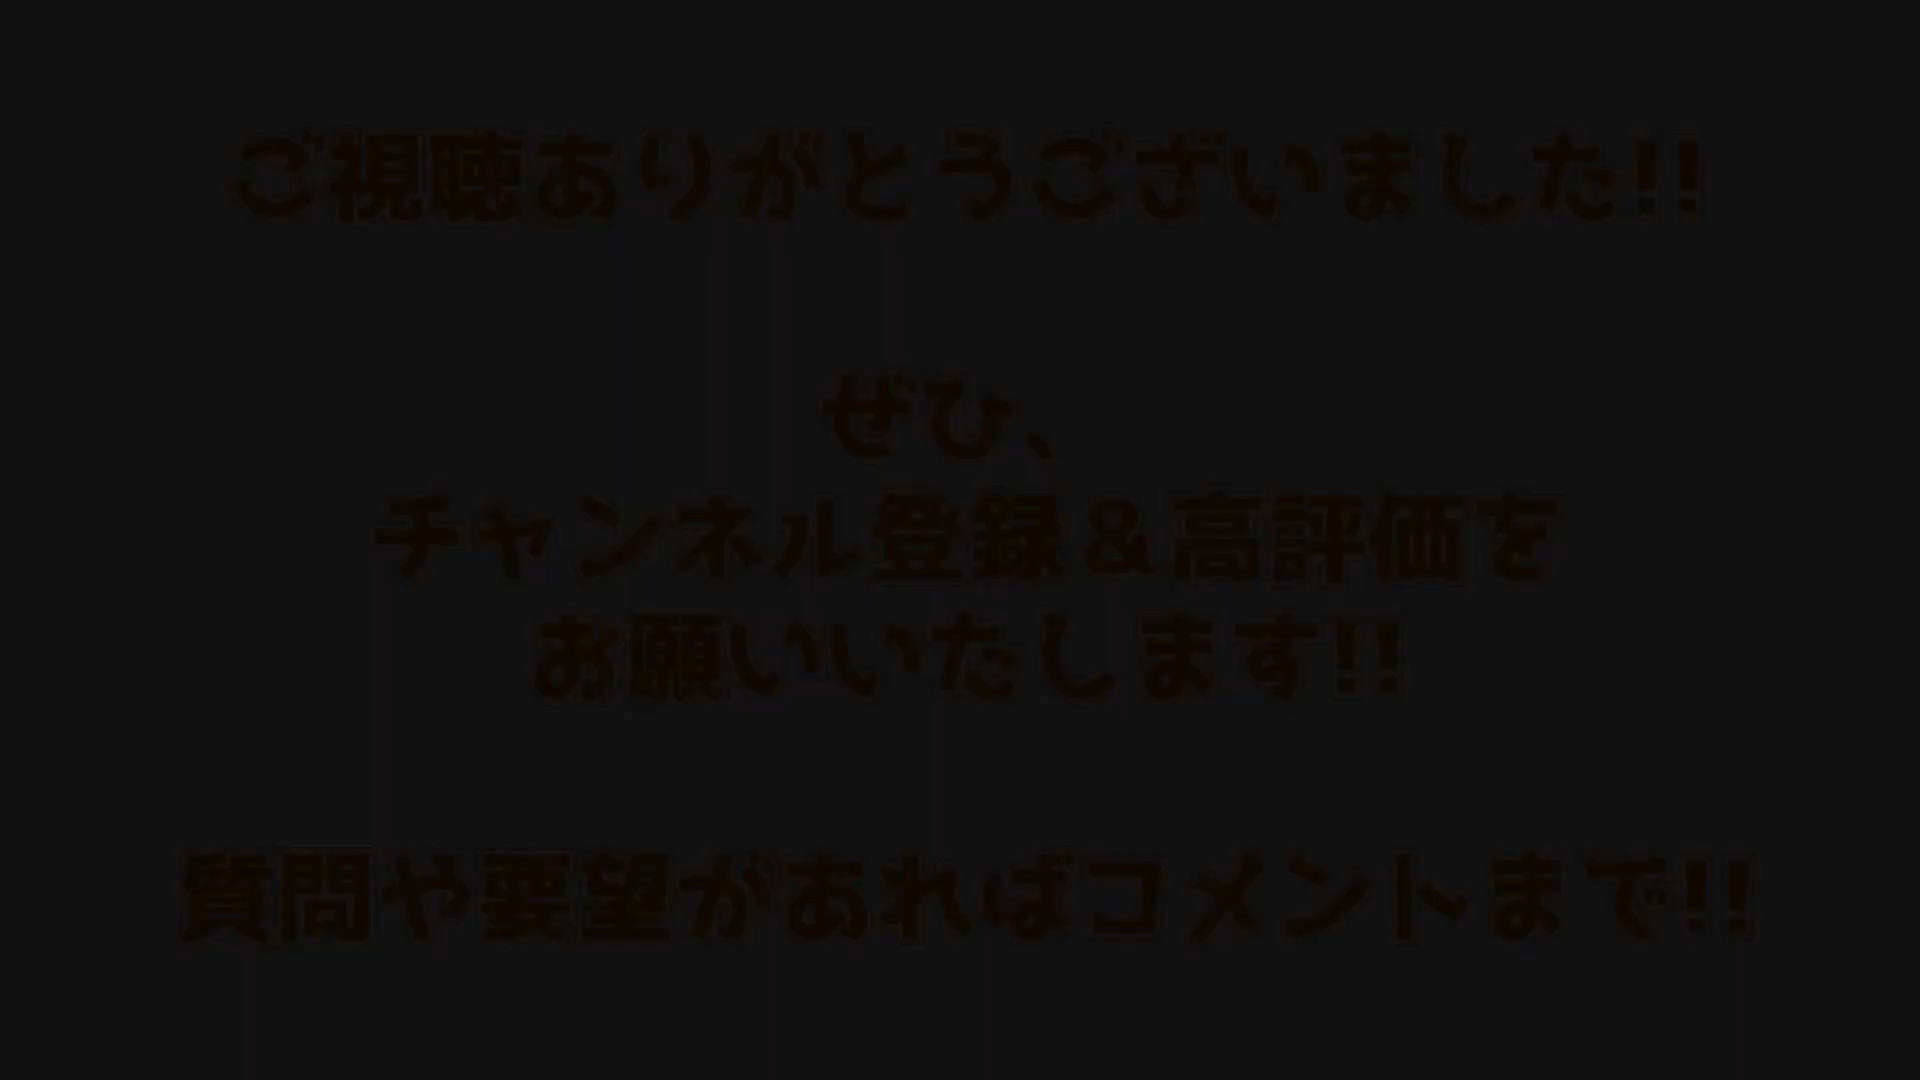 ご視聴ありがとうございました!!
ぜひ、
チャンネル登録＆高評価を
お願いいたします!!
質問や要望があればコメントまで!!